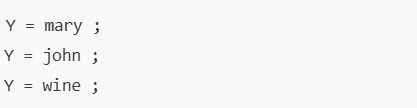 Y = mary ;
Y = john ;
Y = wine ;